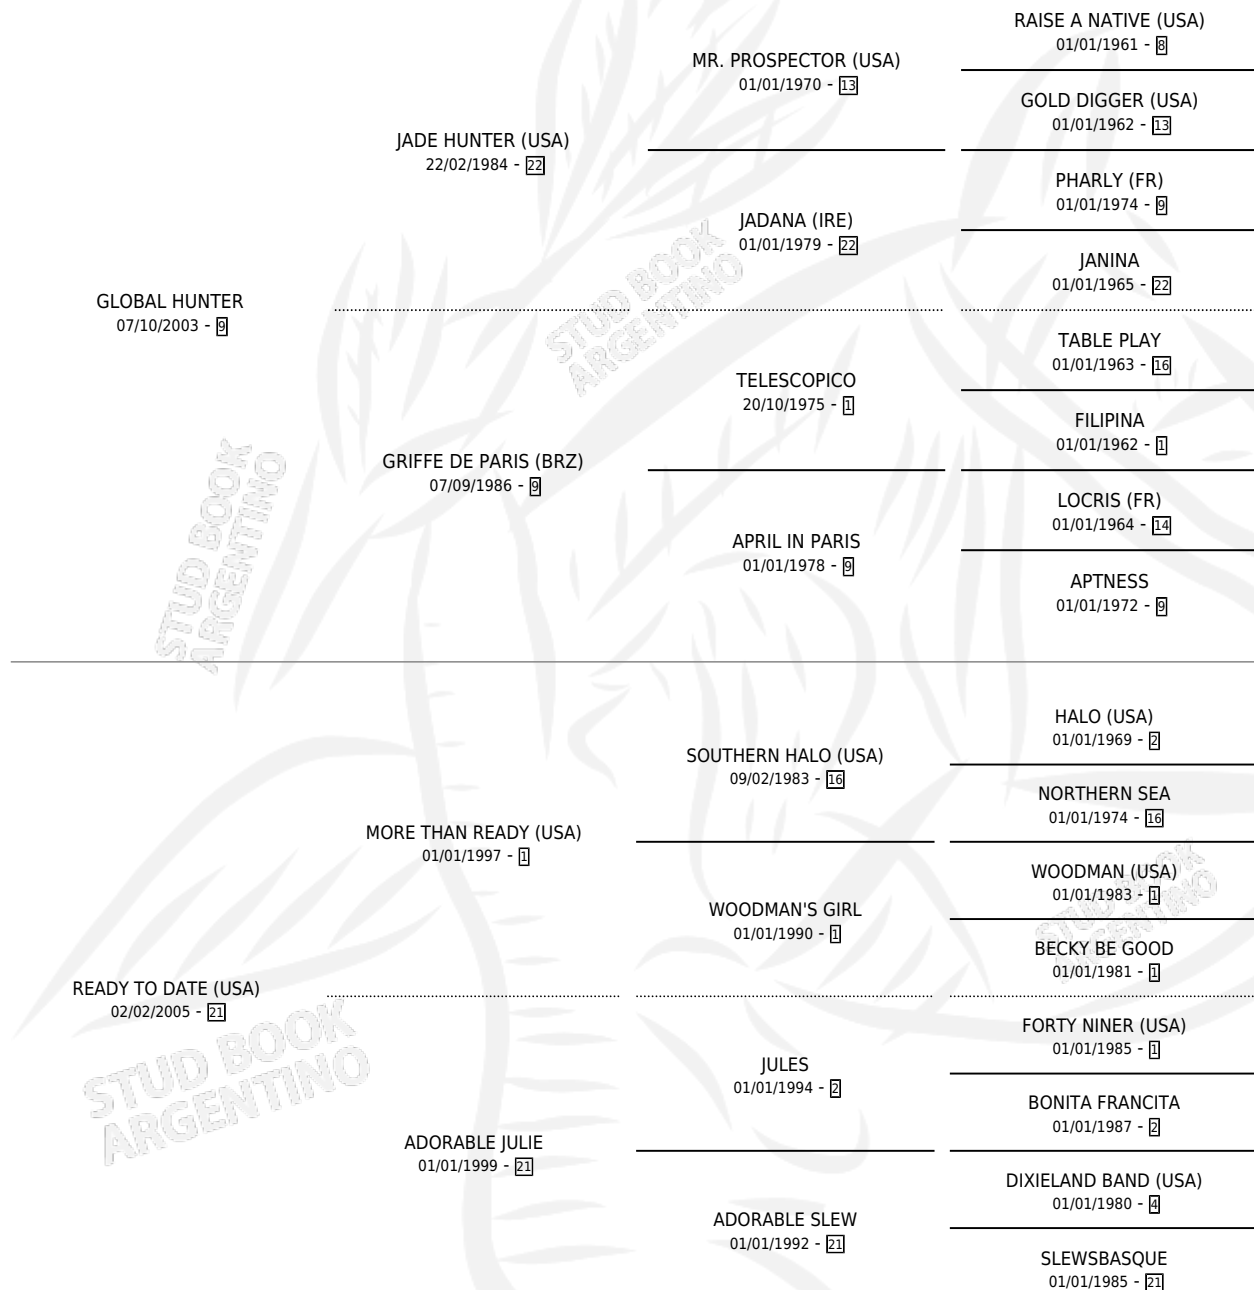 RAISE A NATIVE (USA)
01/01/1961 - 8
MR. PROSPECTOR (USA)
01/01/1970 - 13
GOLD DIGGER (USA)
01/01/1962 - 13
JADE HUNTER (USA)
22/02/1984 - 22
PHARLY (FR)
01/01/1974 - 9
JADANA (IRE)
01/01/1979 - 22
JANINA
01/01/1965 - 22
GLOBAL HUNTER
07/10/2003 - 9
STUD BOOK
ARGENTINO
TABLE PLAY
01/01/1963 - 16
TELESCOPICO
20/10/1975 - 1
FILIPINA
01/01/1962 - 1
GRIFFE DE PARIS (BRZ)
07/09/1986 - 9
LOCRIS (FR)
01/01/1964 - 14
APRIL IN PARIS
01/01/1978 - 9
APTNESS
01/01/1972 - 9
STUD BOOK
ARGENTINO
HALO (USA)
01/01/1969 - 2
SOUTHERN HALO (USA)
09/02/1983 - 16
NORTHERN SEA
01/01/1974 - 16
MORE THAN READY (USA)
01/01/1997 - 1
WOODMAN (USA)
01/01/1983 - 1
STUD BOOK
ARGENTINO
WOODMAN'S GIRL
01/01/1990 - 1
BECKY BE GOOD
01/01/1981 - 1
READY TO DATE (USA)
02/02/2005 - 21
STUD BOOK
ARGENTINO
FORTY NINER (USA)
01/01/1985 - 1
JULES
01/01/1994 - 2
BONITA FRANCITA
01/01/1987 - 2
ADORABLE JULIE
01/01/1999 - 21
DIXIELAND BAND (USA)
01/01/1980 - 4
ADORABLE SLEW
01/01/1992 - 21
SLEWSBASQUE
01/01/1985 - 21